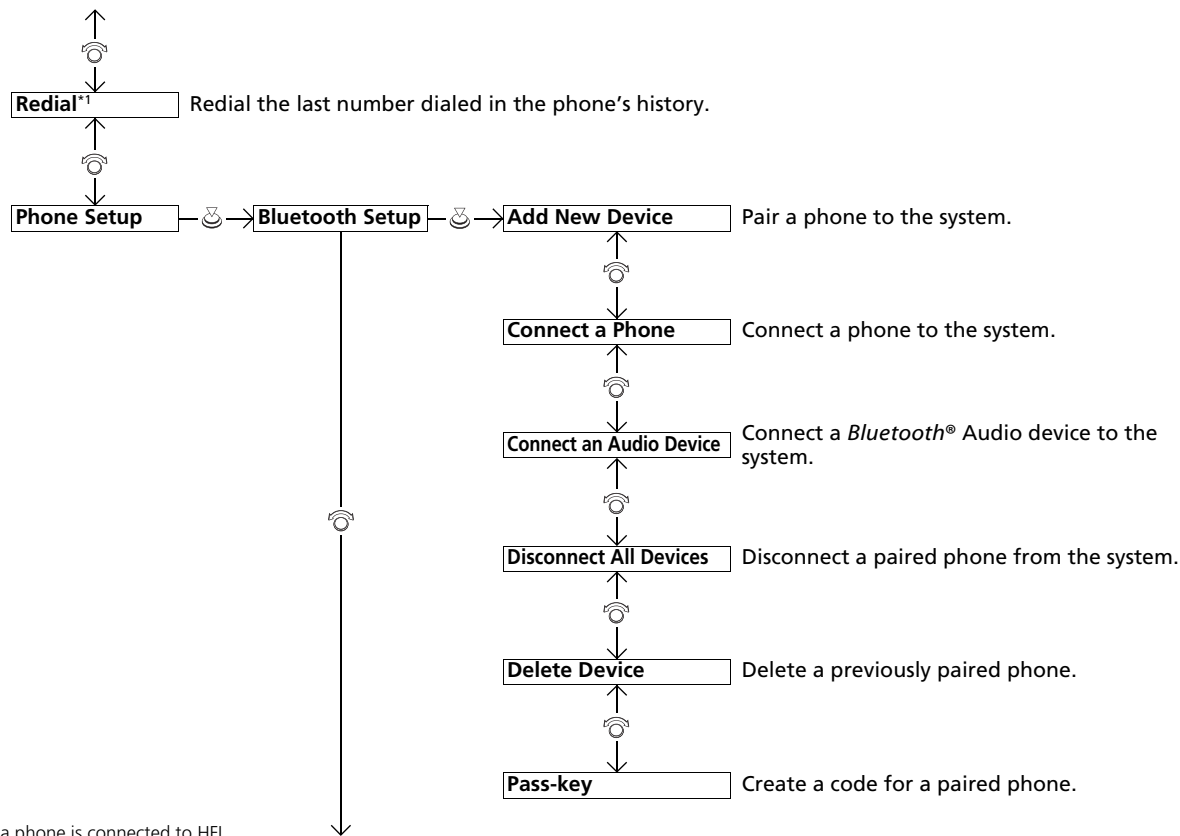 Redial*1 Redial the last number dialed in the phone's history.
Phone Setup Bluetooth Setup Add New Device Pair a phone to the system.
Connect a Phone Connect a phone to the system.
Connect an Audio Device Connect a Bluetooth® Audio device to the
system.
Disconnect All Devices Disconnect a paired phone from the system.
Delete Device Delete a previously paired phone.
Pass-key Create a code for a paired phone.
a phone is connected to HFL